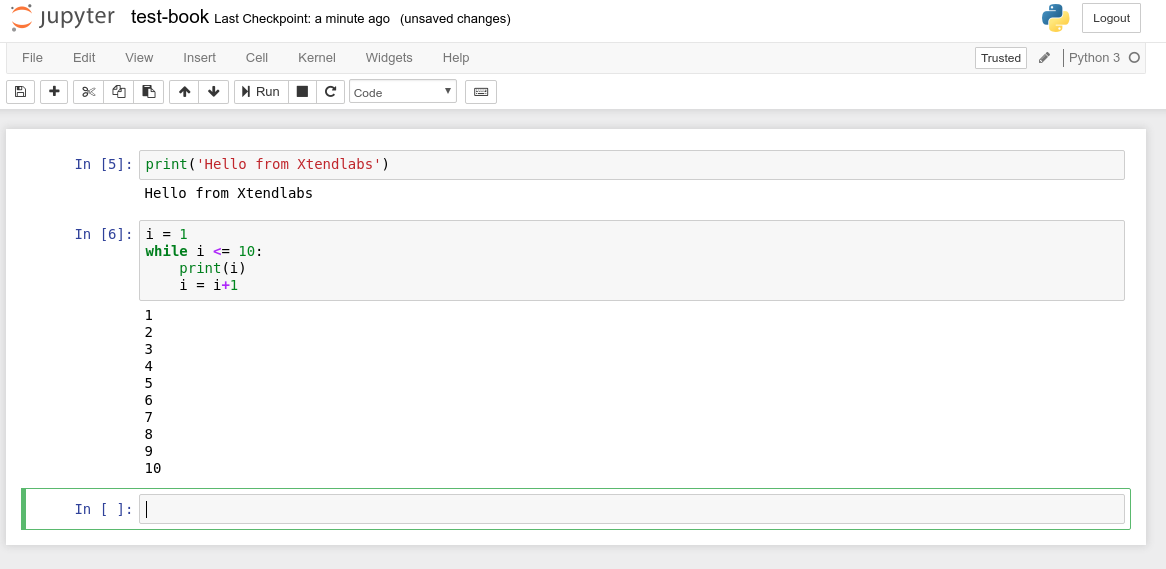 jupyter test-book Last Checkpoint: a minute ago (unsaved changes) Logout
File Edit View Insert Cell Kernel Widgets Help Trusted Python 3
Run Code
In [5]: print('Hello from Xtendlabs')
Hello from Xtendlabs
In [6]: i = 1
while i <= 10:
    print(i)
    i = i+1
1
2
3
4
5
6
7
8
9
10
In [ ]: